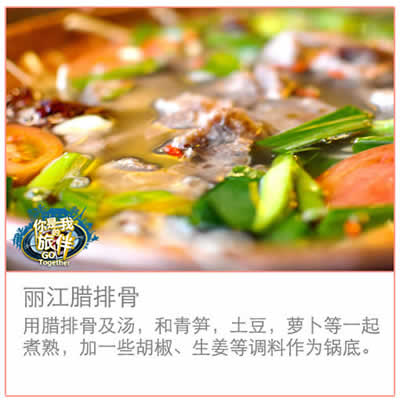 你是我
的
旅伴
GO
Together
丽江腊排骨
用腊排骨及汤，和青笋，土豆，萝卜等一起
煮熟，加一些胡椒、生姜等调料作为锅底。